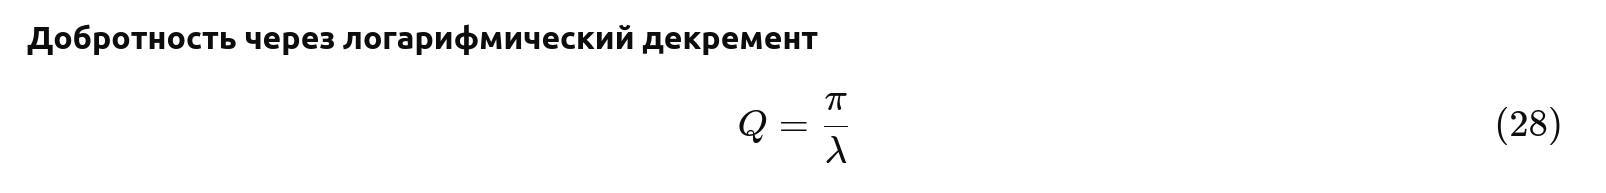 Добротность через логарифмический декремент
Q = π/λ (28)